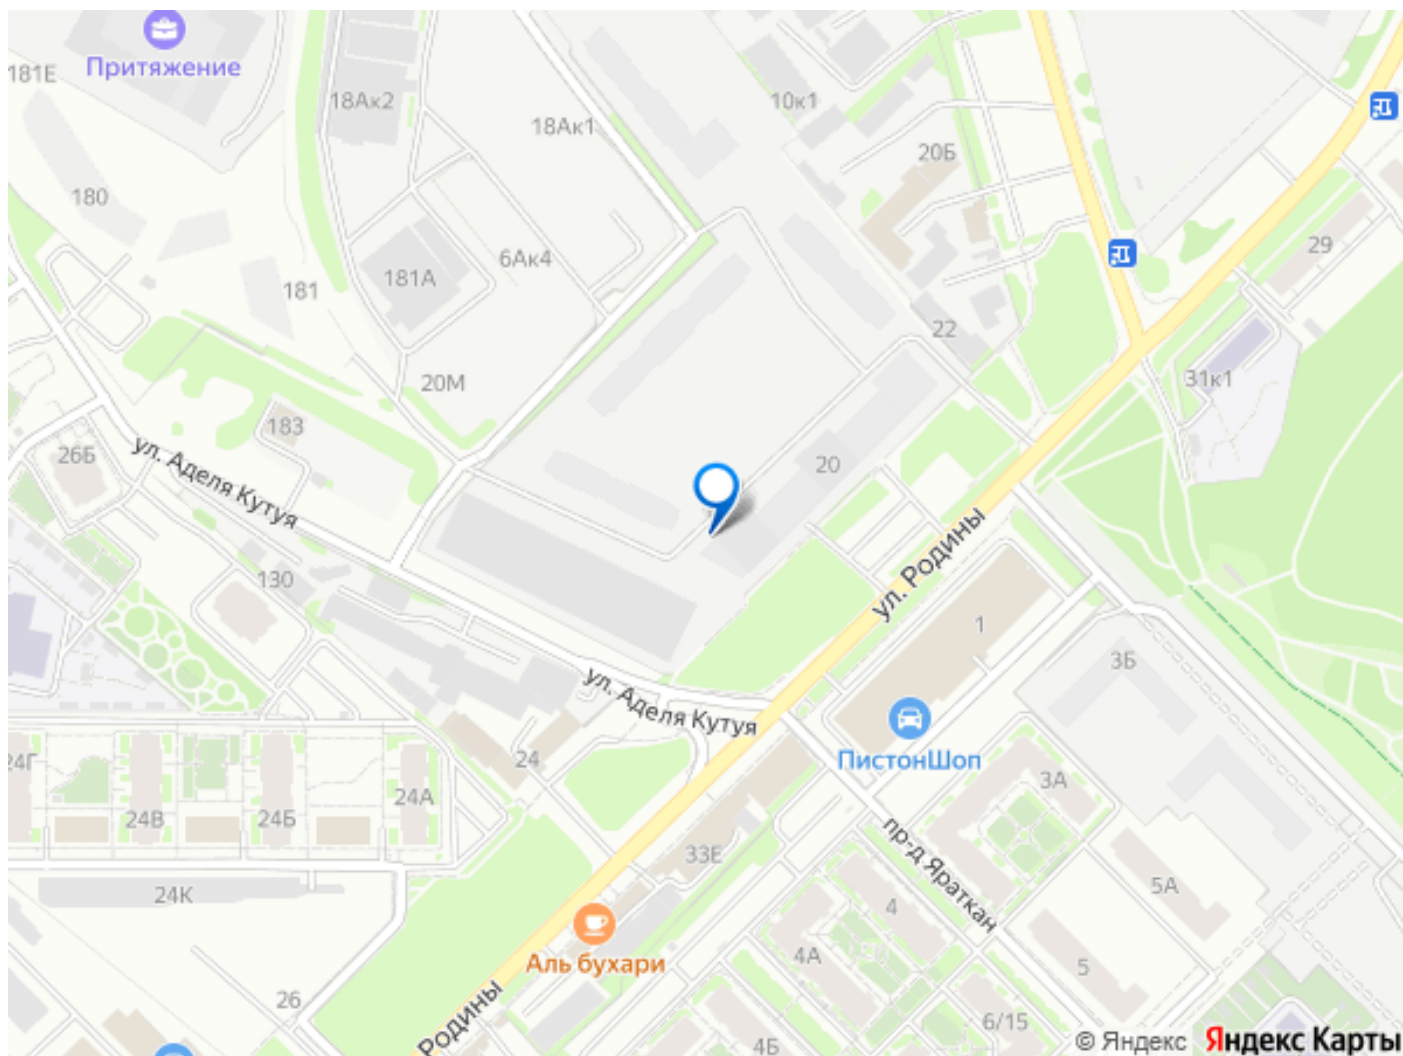 181Е
Притяжение
18Ак2
18Ак1
10к1
20Б
180
29
6Ак4
181А
181
22
20М
31к1
183
ул. Аделя Кутуя
26Б
20
ул. Родины
130
1
3Б
ул. Аделя Кутуя
24
ПистонШоп
24Г
3А
24А
24В
24Б
33Е
пр-д Яраткан
5А
24К
4
Аль бухари
4А
5
26
Родины
6/15
4Б
© Яндекс Яндекс Карты